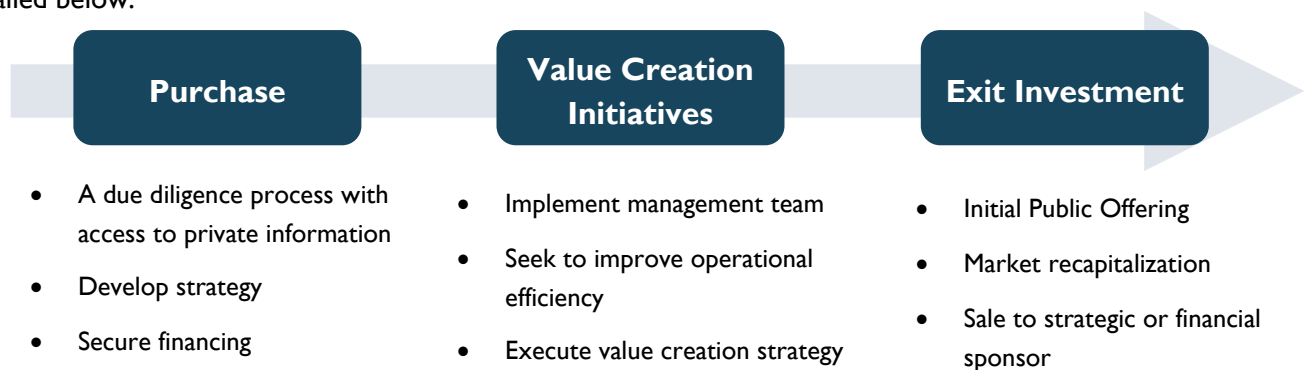 below:
Purchase
Value Creation
Initiatives
Exit Investment
• A due diligence process with
access to private information
• Develop strategy
• Secure financing
• Implement management team
• Seek to improve operational
efficiency
• Execute value creation strategy
• Initial Public Offering
• Market recapitalization
• Sale to strategic or financial
sponsor